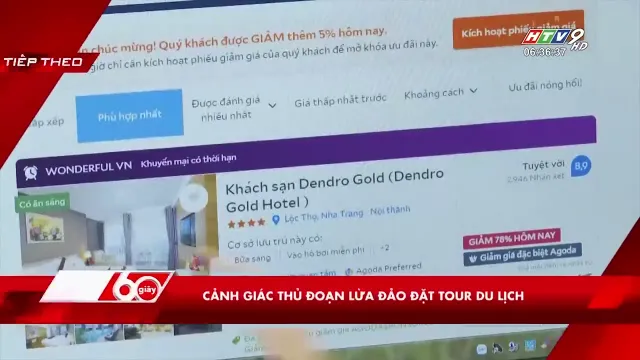 TIẾP THEO
HTV9 HD
06:36:37
chúc mừng! Quý khách được GIẢM thêm 5% hôm nay.
giờ chỉ cần kích hoạt phiếu giảm giá của quý khách để mở khóa ưu đãi này.
Kích hoạt phiếu giảm giá
xếp
Phù hợp nhất
Được đánh giá nhiều nhất
Giá thấp nhất trước
Khoảng cách
Ưu đãi nóng hổi!
WONDERFUL VN Khuyến mại có thời hạn
Có ăn sáng
Khách sạn Dendro Gold (Dendro
Gold Hotel )
Lộc Thọ, Nha Trang - Nội thành
Cơ sở lưu trú này có:
Bữa sáng
Vào hồ bơi miễn phí
+2
Agoda Preferred
Tuyệt vời
8,9
2.946 Nhận xét
GIẢM 78% HÔM NAY
Giảm giá đặc biệt Agoda
60 giây
CẢNH GIÁC THỦ ĐOẠN LỪA ĐẢO ĐẶT TOUR DU LỊCH